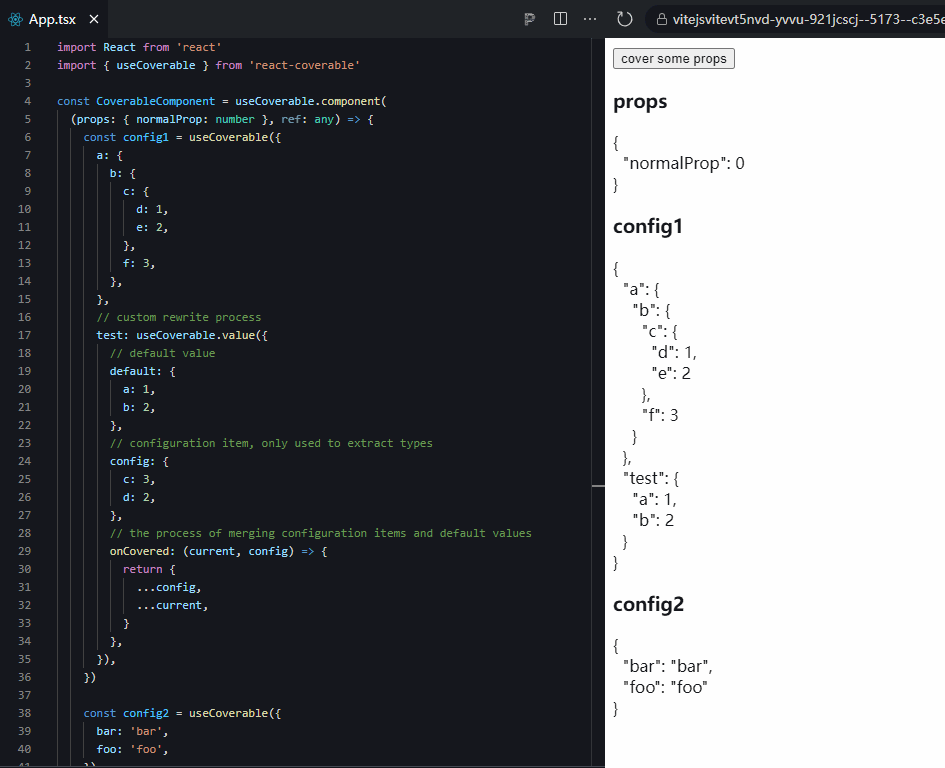 App.tsx
vitejsvitevt5nvd-yvvu-921jcscj--5173--c3e5e
1 import React from 'react'
2 import { useCoverable } from 'react-coverable'
3
4 const CoverableComponent = useCoverable.component(
5 (props: { normalProp: number }, ref: any) => {
6 const config1 = useCoverable({
7 a: {
8 b: {
9 c: {
10 d: 1,
11 e: 2,
12 },
13 f: 3,
14 },
15 },
16 // custom rewrite process
17 test: useCoverable.value({
18 // default value
19 default: {
20 a: 1,
21 b: 2,
22 },
23 // configuration item, only used to extract types
24 config: {
25 c: 3,
26 d: 2,
27 },
28 // the process of merging configuration items and default values
29 onCovered: (current, config) => {
30 return {
31 ...config,
32 ...current,
33 }
34 },
35 }),
36 })
37
38 const config2 = useCoverable({
39 bar: 'bar',
40 foo: 'foo',
41 })
cover some props
props
{
"normalProp": 0
}
config1
{
"a": {
"b": {
"c": {
"d": 1,
"e": 2
},
"f": 3
}
},
"test": {
"a": 1,
"b": 2
}
}
config2
{
"bar": "bar",
"foo": "foo"
}